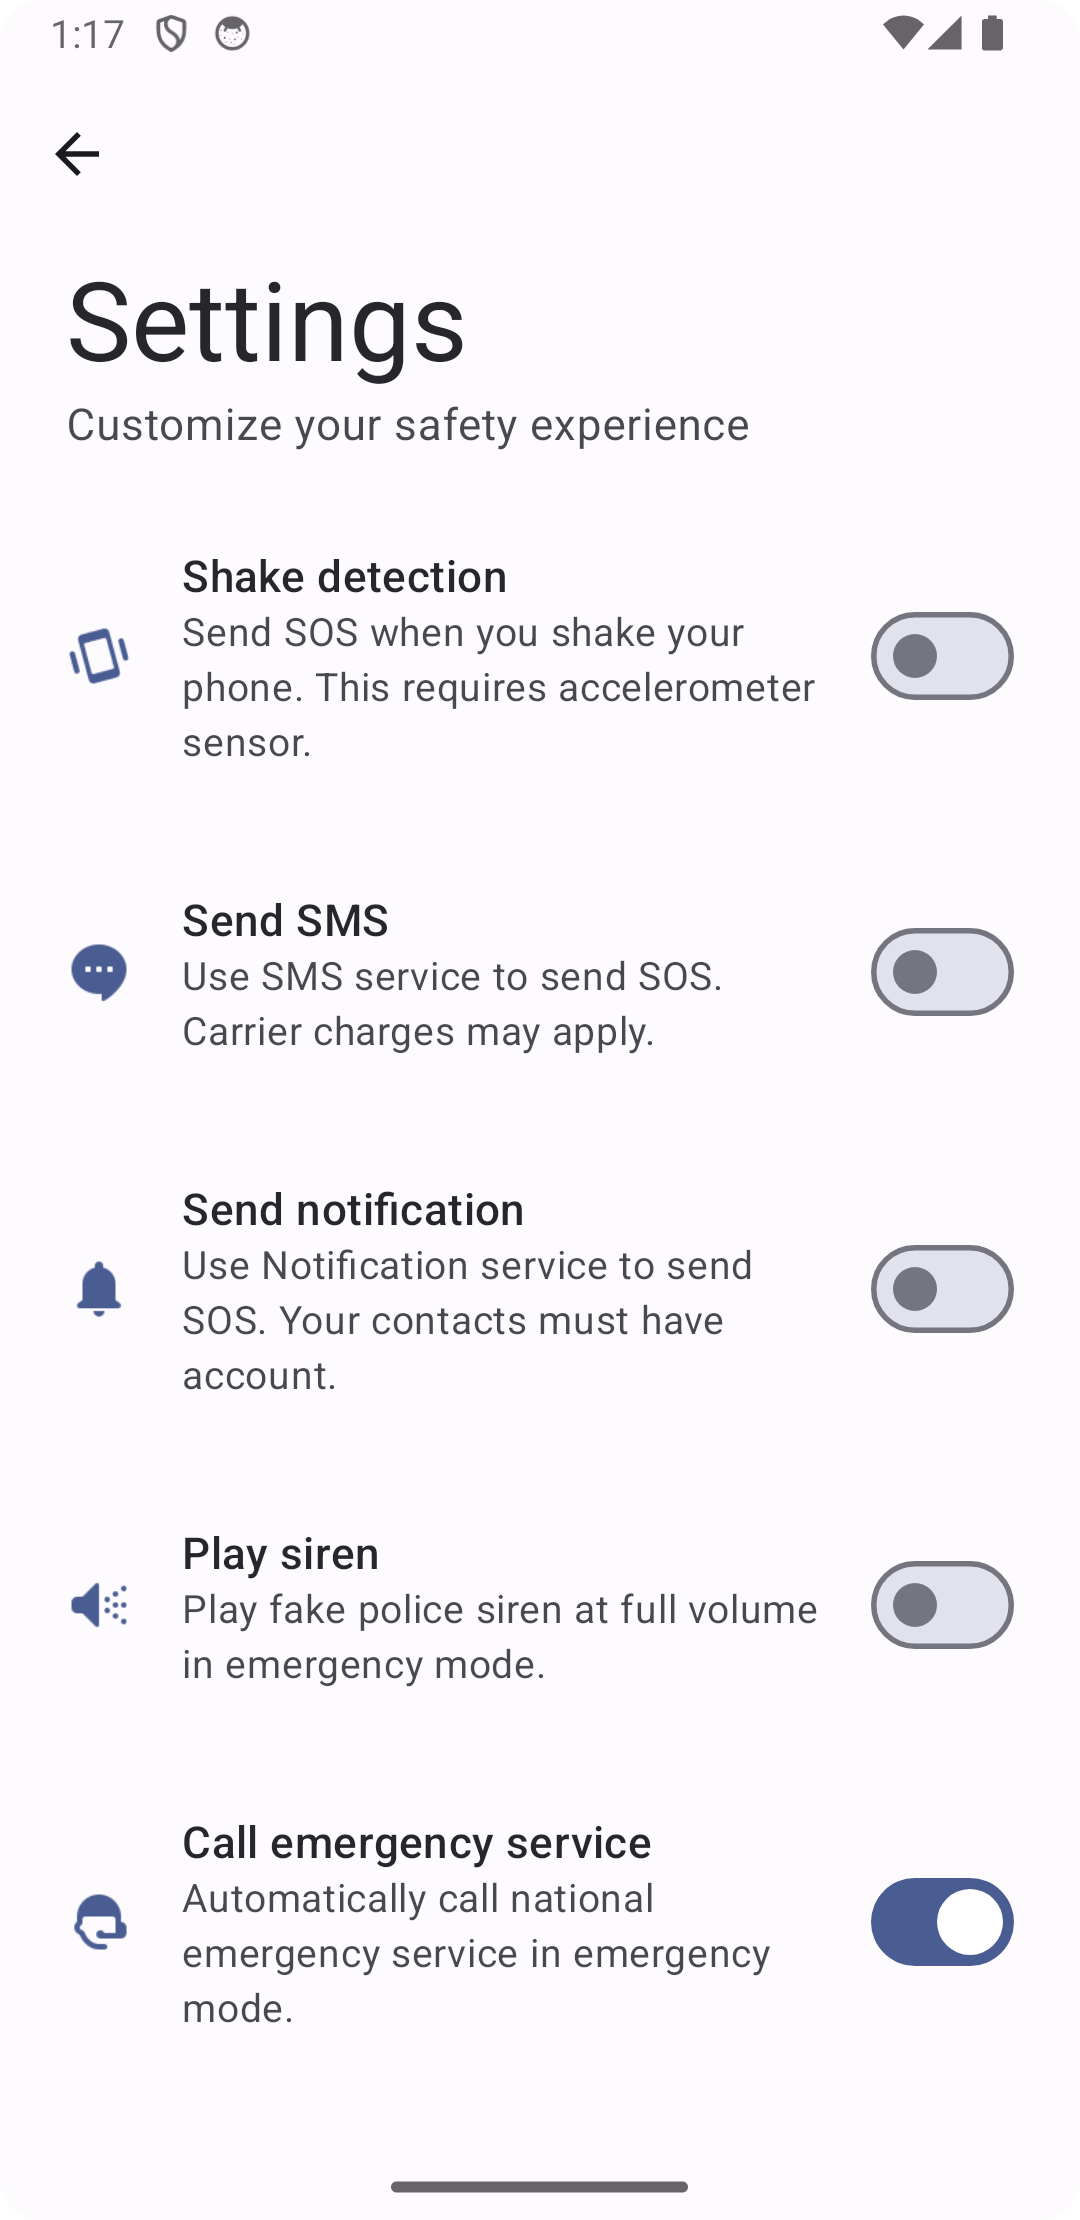 1:17
Settings
Customize your safety experience
Shake detection
Send SOS when you shake your
phone. This requires accelerometer
sensor.
Send SMS
Use SMS service to send SOS.
Carrier charges may apply.
Send notification
Use Notification service to send
SOS. Your contacts must have
account.
Play siren
Play fake police siren at full volume
in emergency mode.
Call emergency service
Automatically call national
emergency service in emergency
mode.